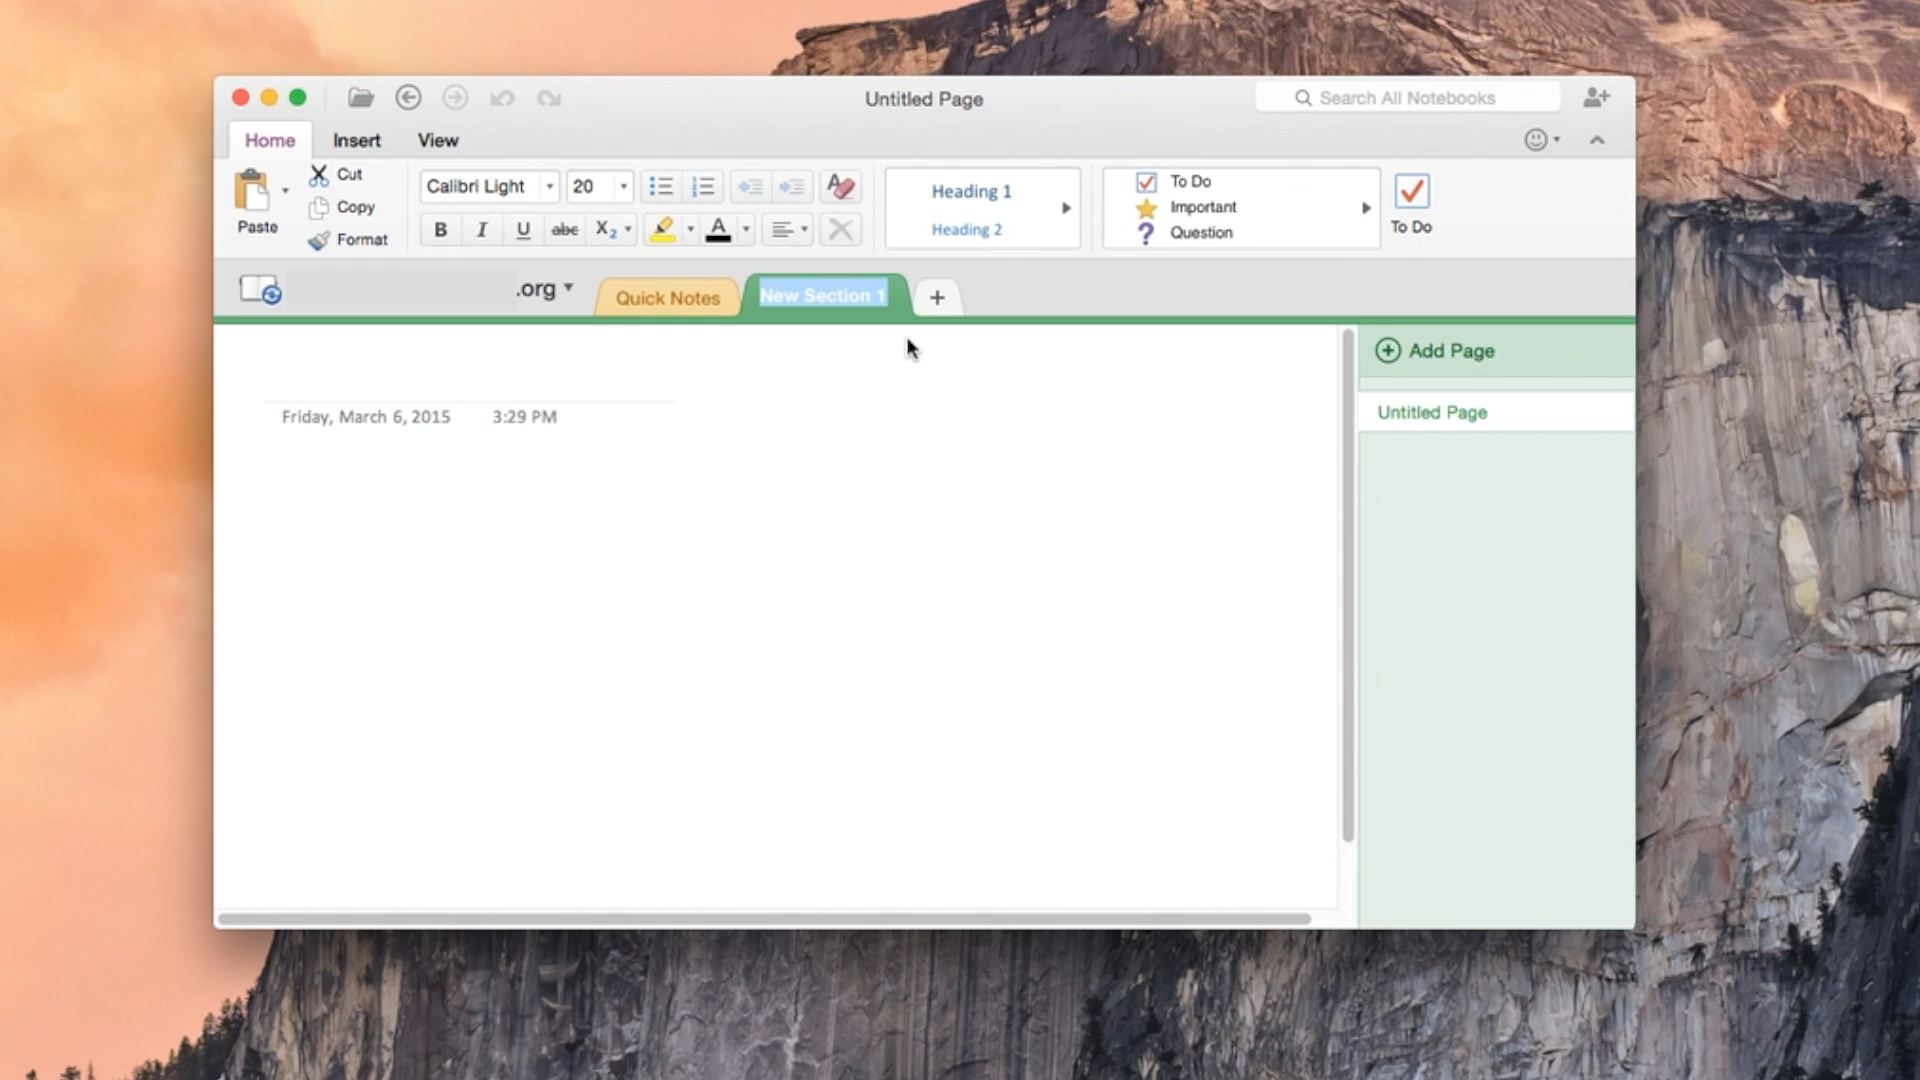 Untitled Page
Search All Notebooks
Home Insert View
Paste
Cut
Copy
Format
Calibri Light 20
B I U abc X2 A
Heading 1
Heading 2
To Do
Important
Question
To Do
.org
Quick Notes
New Section 1
+
Add Page
Untitled Page
Friday, March 6, 2015 3:29 PM